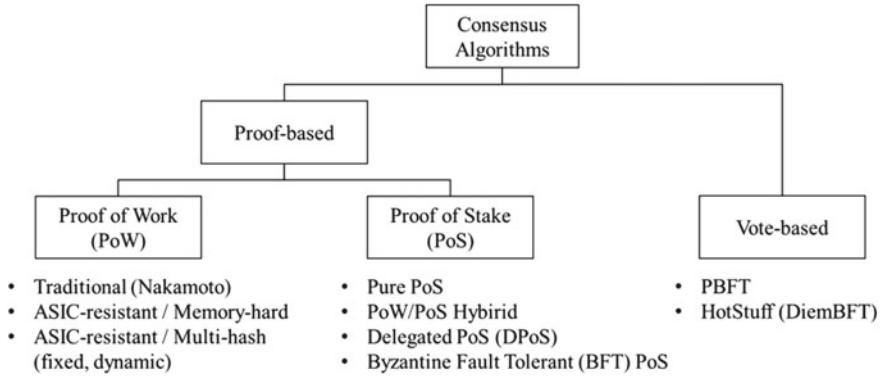 Consensus
Algorithms
Proof-based
Proof of Work
(PoW)
Proof of Stake
(PoS)
Vote-based
• Traditional (Nakamoto)
• ASIC-resistant / Memory-hard
• ASIC-resistant / Multi-hash
(fixed, dynamic)
• Pure PoS
• PoW/PoS Hybirid
• Delegated PoS (DPoS)
• Byzantine Fault Tolerant (BFT) PoS
• PBFT
• HotStuff (DiemBFT)